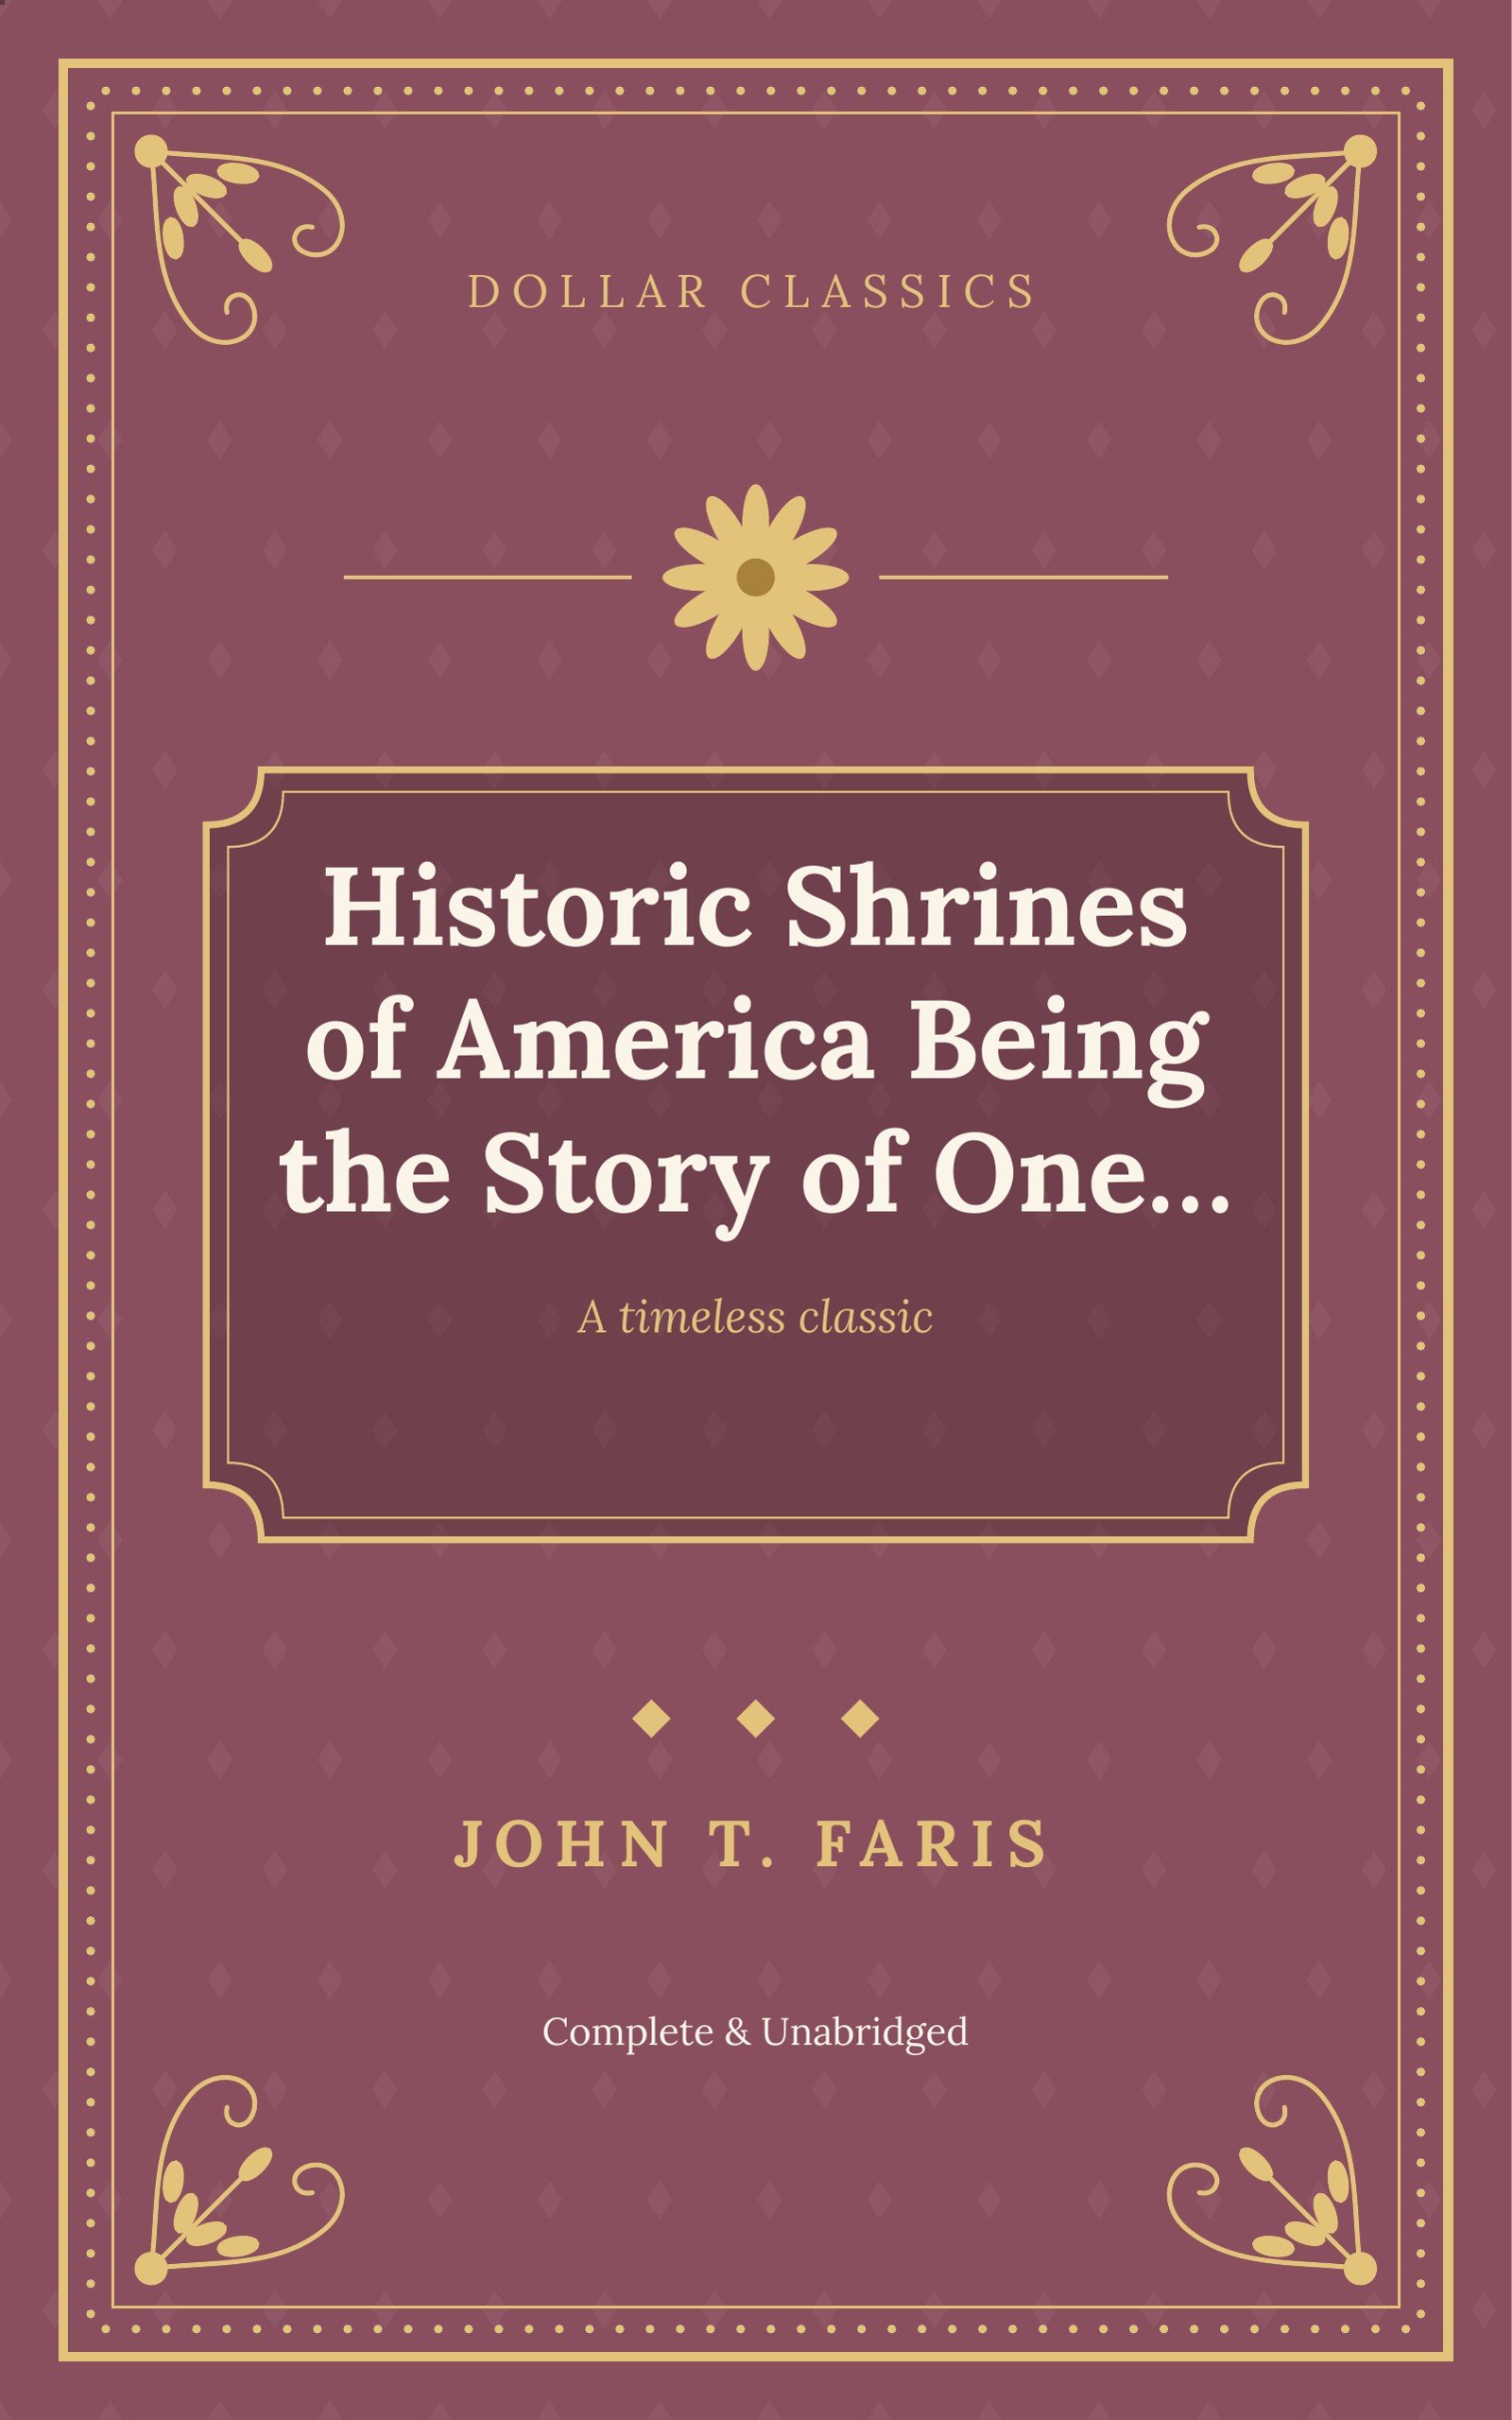 DOLLAR CLASSICS
Historic Shrines
of America Being
the Story of One...
A timeless classic
JOHN T. FARIS
Complete & Unabridged